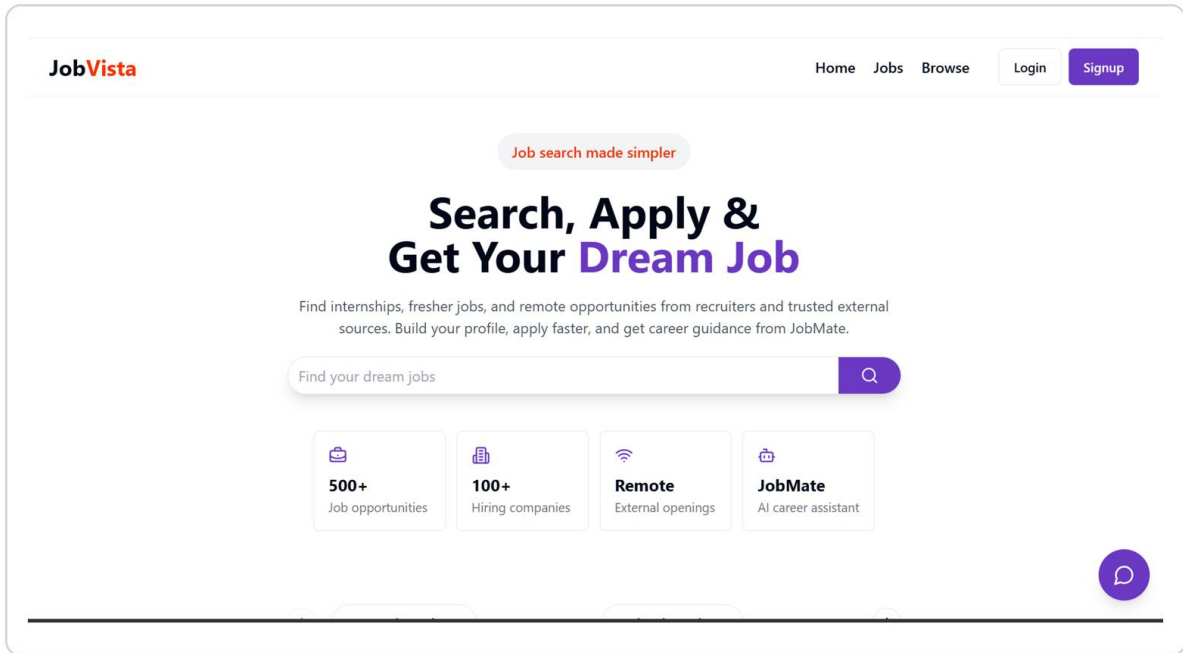 JobVista
Home Jobs Browse Login Signup
Job search made simpler
Search, Apply &
Get Your Dream Job
Find internships, fresher jobs, and remote opportunities from recruiters and trusted external
sources. Build your profile, apply faster, and get career guidance from JobMate.
Find your dream jobs
500+
Job opportunities
100+
Hiring companies
Remote
External openings
JobMate
AI career assistant